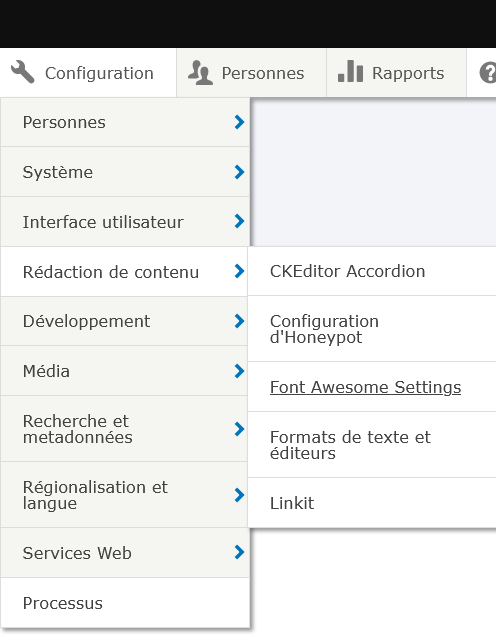 Configuration
Personnes
Rapports
Personnes
Système
Interface utilisateur
Rédaction de contenu
Développement
Média
Recherche et
metadonnées
Régionalisation et
langue
Services Web
Processus
CKEditor Accordion
Configuration
d'Honeypot
Font Awesome Settings
Formats de texte et
éditeurs
Linkit